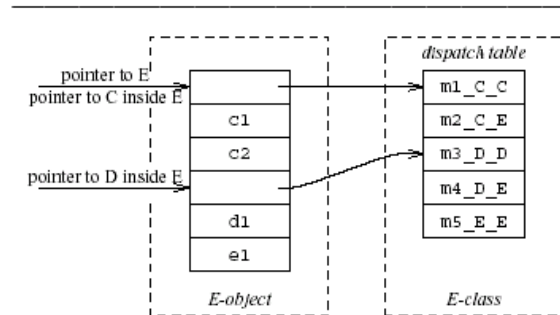 dispatch table
pointer to E
pointer to C inside E
m1_C_C
c1
m2_C_E
c2
m3_D_D
pointer to D inside E
m4_D_E
d1
m5_E_E
e1
E-object
E-class